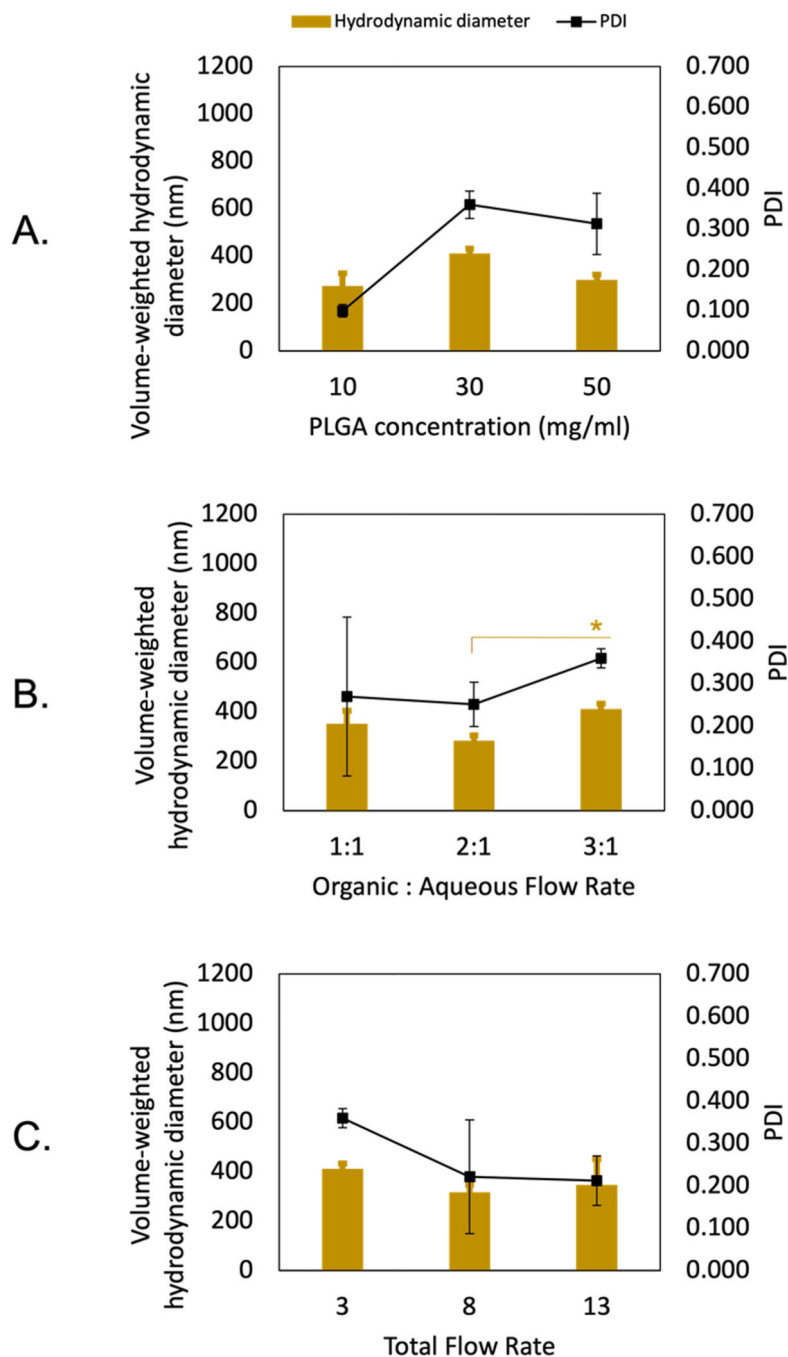 Hydrodynamic diameter PDI
A.
Volume-weighted hydrodynamic
diameter (nm)
1200
1000
800
600
400
200
0
0.700
0.600
0.500
0.400
0.300
0.200
0.100
0.000
PDI
10 30 50
PLGA concentration (mg/ml)
B.
Volume-weighted
hydrodynamic diameter (nm)
1200
1000
800
600
400
200
0
*
0.700
0.600
0.500
0.400
0.300
0.200
0.100
0.000
PDI
1:1 2:1 3:1
Organic : Aqueous Flow Rate
C.
Volume-weighted
hydrodynamic diameter (nm)
1200
1000
800
600
400
200
0
0.700
0.600
0.500
0.400
0.300
0.200
0.100
0.000
PDI
3 8 13
Total Flow Rate